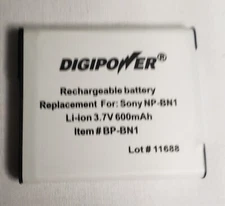 DIGIPOWER®
Rechargeable battery
Replacement For: Sony NP-BN1
Li-ion 3.7V 600mAh
Item# BP-BN1
Lot # 11688